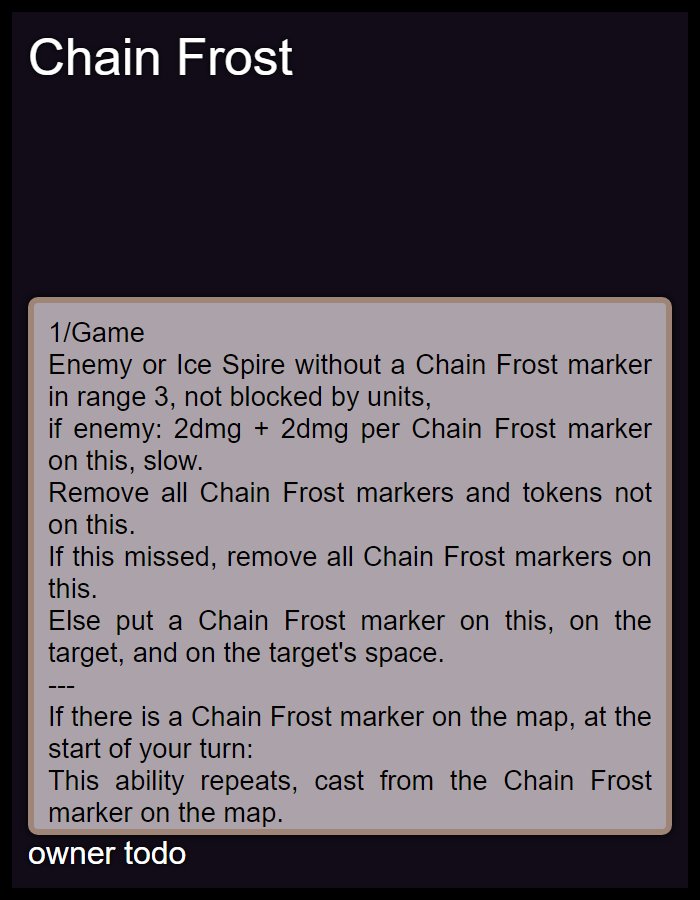 Chain Frost
1/Game
Enemy or Ice Spire without a Chain Frost marker
in range 3, not blocked by units,
if enemy: 2dmg + 2dmg per Chain Frost marker
on this, slow.
Remove all Chain Frost markers and tokens not
on this.
If this missed, remove all Chain Frost markers on
this.
Else put a Chain Frost marker on this, on the
target, and on the target's space.
---
If there is a Chain Frost marker on the map, at the
start of your turn:
This ability repeats, cast from the Chain Frost
marker on the map.
owner todo